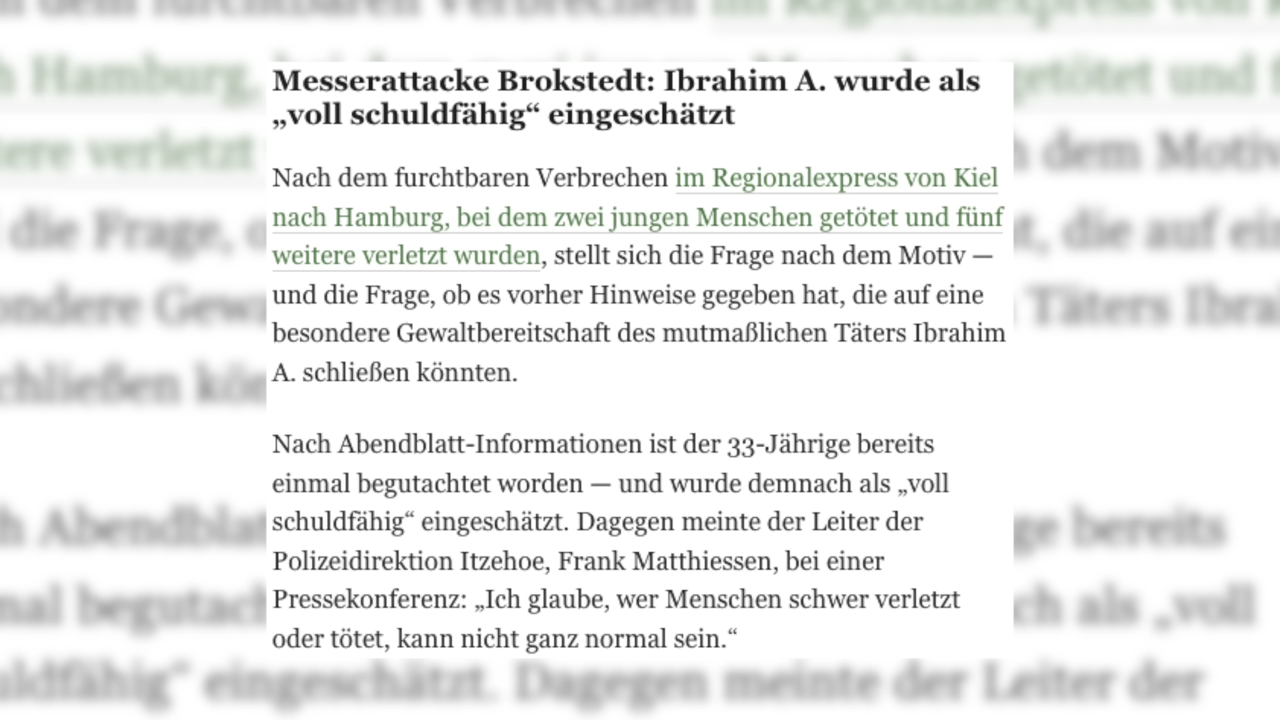 Messerattacke Brokstedt: Ibrahim A. wurde als
„voll schuldfähig“ eingeschätzt
Nach dem furchtbaren Verbrechen im Regionalexpress von Kiel
nach Hamburg, bei dem zwei jungen Menschen getötet und fünf
weitere verletzt wurden, stellt sich die Frage nach dem Motiv —
und die Frage, ob es vorher Hinweise gegeben hat, die auf eine
besondere Gewaltbereitschaft des mutmaßlichen Täters Ibrahim
A. schließen könnten.
Nach Abendblatt-Informationen ist der 33-Jährige bereits
einmal begutachtet worden — und wurde demnach als „voll
schuldfähig“ eingeschätzt. Dagegen meinte der Leiter der
Polizeidirektion Itzehoe, Frank Matthiessen, bei einer
Pressekonferenz: „Ich glaube, wer Menschen schwer verletzt
oder tötet, kann nicht ganz normal sein.“